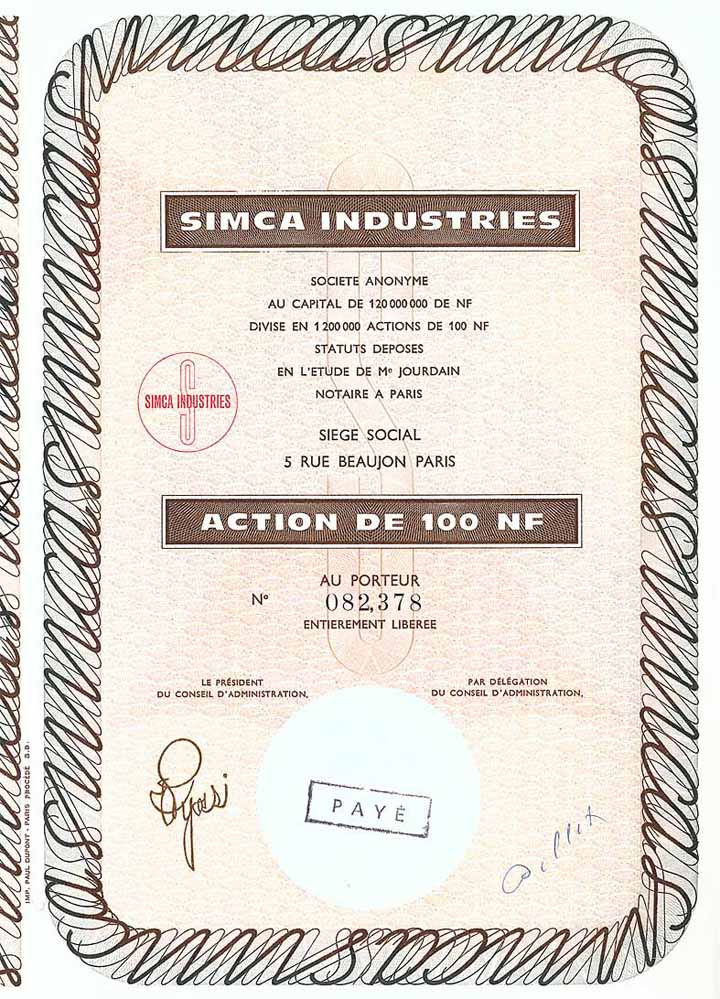 SIMCA INDUSTRIES
SOCIETE ANONYME
AU CAPITAL DE 120 000 000 DE NF
DIVISE EN 1 200 000 ACTIONS DE 100 NF
STATUTS DEPOSES
EN L'ETUDE DE Me JOURDAIN
NOTAIRE A PARIS
SIMCA INDUSTRIES
SIEGE SOCIAL
5 RUE BEAUJON PARIS
ACTION DE 100 NF
AU PORTEUR
No 082,378
ENTIEREMENT LIBEREE
LE PRÉSIDENT
DU CONSEIL D'ADMINISTRATION,
PAR DÉLÉGATION
DU CONSEIL D'ADMINISTRATION,
PAYÉ
IMP. PAUL DUPONT - PARIS PROCÉDÉ